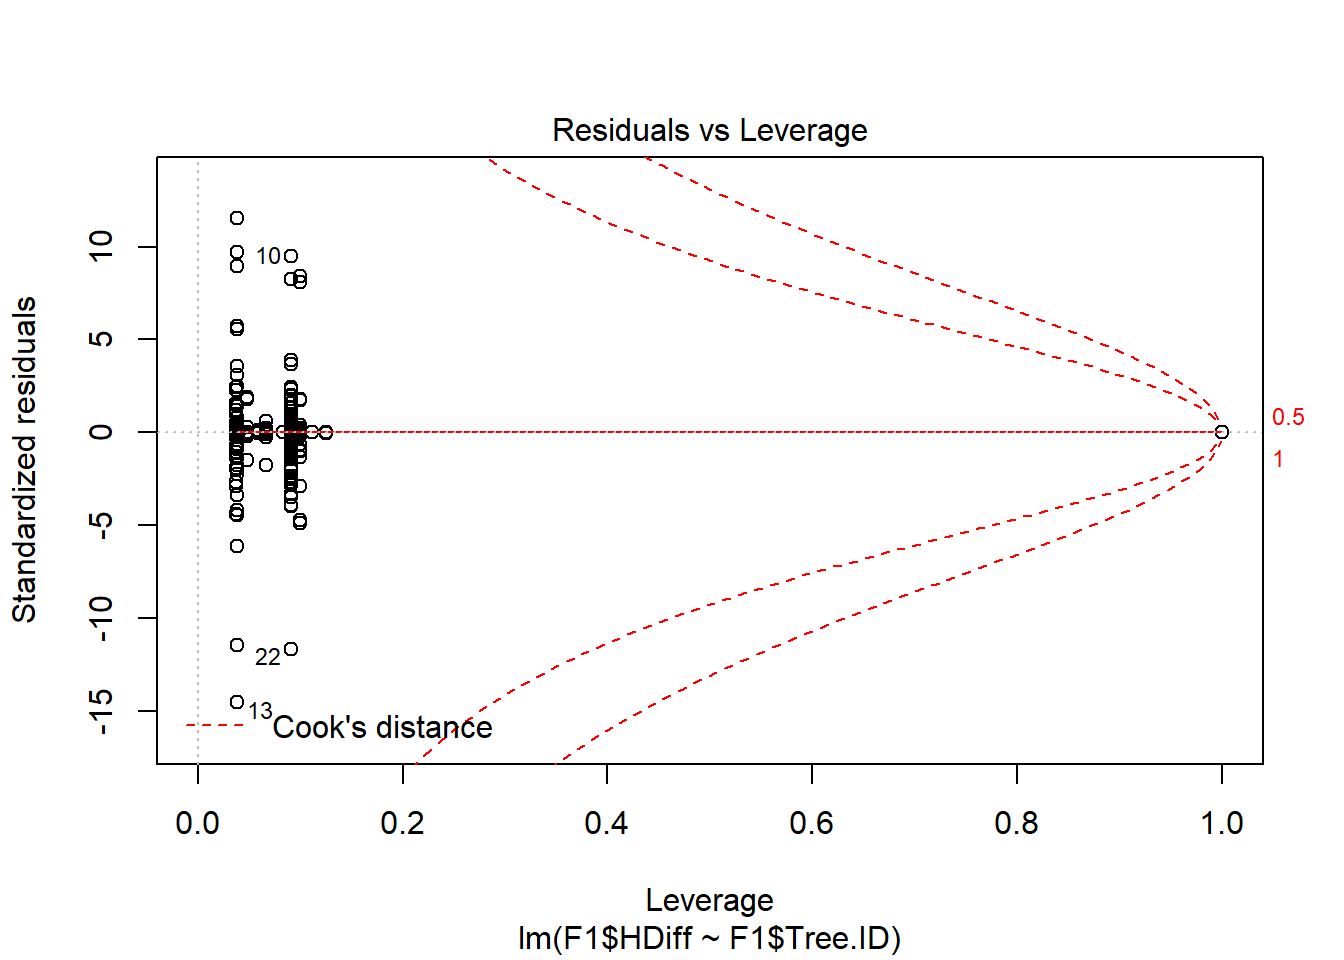 Residuals vs Leverage
Standardized residuals
10
5
0
-5
-10
-15
10
22
13
Cook's distance
0.5
1
0.0 0.2 0.4 0.6 0.8 1.0
Leverage
lm(F1$HDiff ~ F1$Tree.ID)